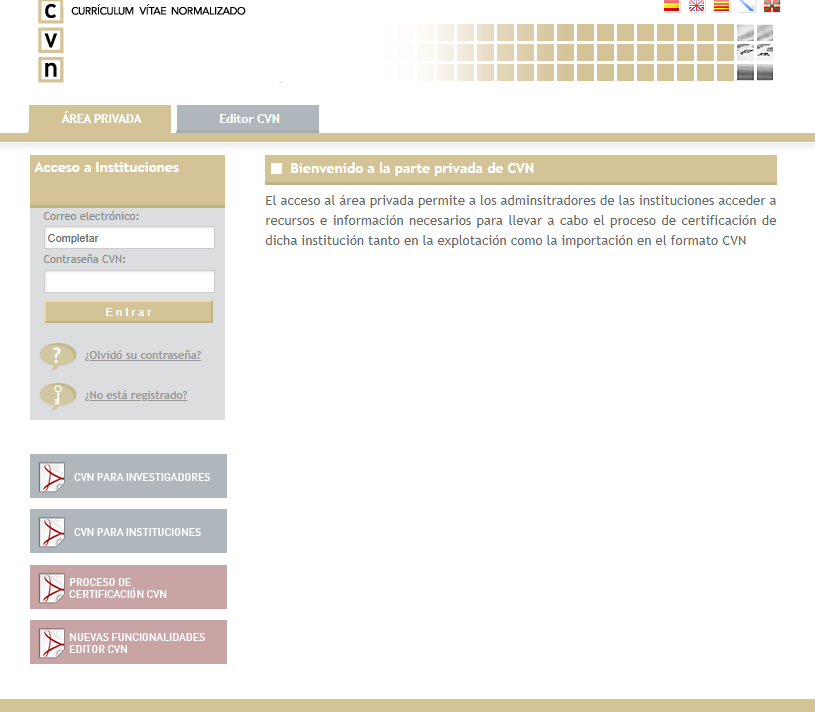 C
V
n
CURRÍCULUM VÍTAE NORMALIZADO
ÁREA PRIVADA
Editor CVN
Acceso a Instituciones
Correo electrónico:
Completar
Contraseña CVN:
Entrar
¿Olvidó su contraseña?
¿No está registrado?
CVN PARA INVESTIGADORES
CVN PARA INSTITUCIONES
PROCESO DE
CERTIFICACIÓN CVN
NUEVAS FUNCIONALIDADES
EDITOR CVN
Bienvenido a la parte privada de CVN
El acceso al área privada permite a los adminsitradores de las instituciones acceder a
recursos e información necesarios para llevar a cabo el proceso de certificación de
dicha institución tanto en la explotación como la importación en el formato CVN